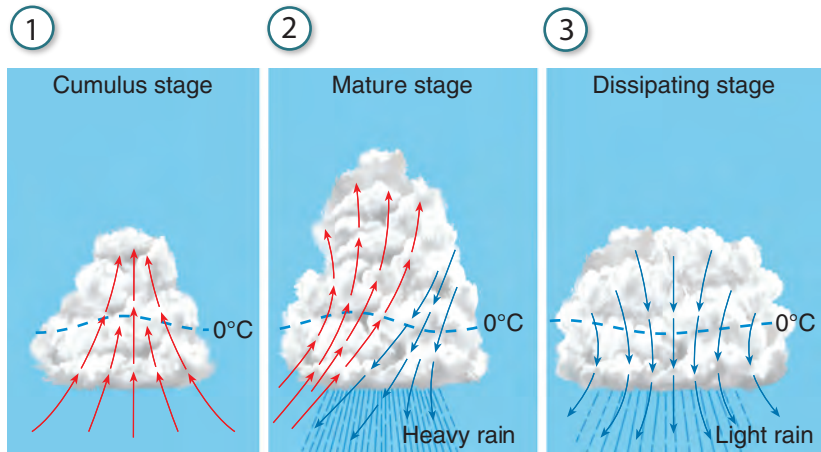 1
2
3
Cumulus stage
Mature stage
Dissipating stage
0°C
0°C
0°C
Heavy rain
Light rain